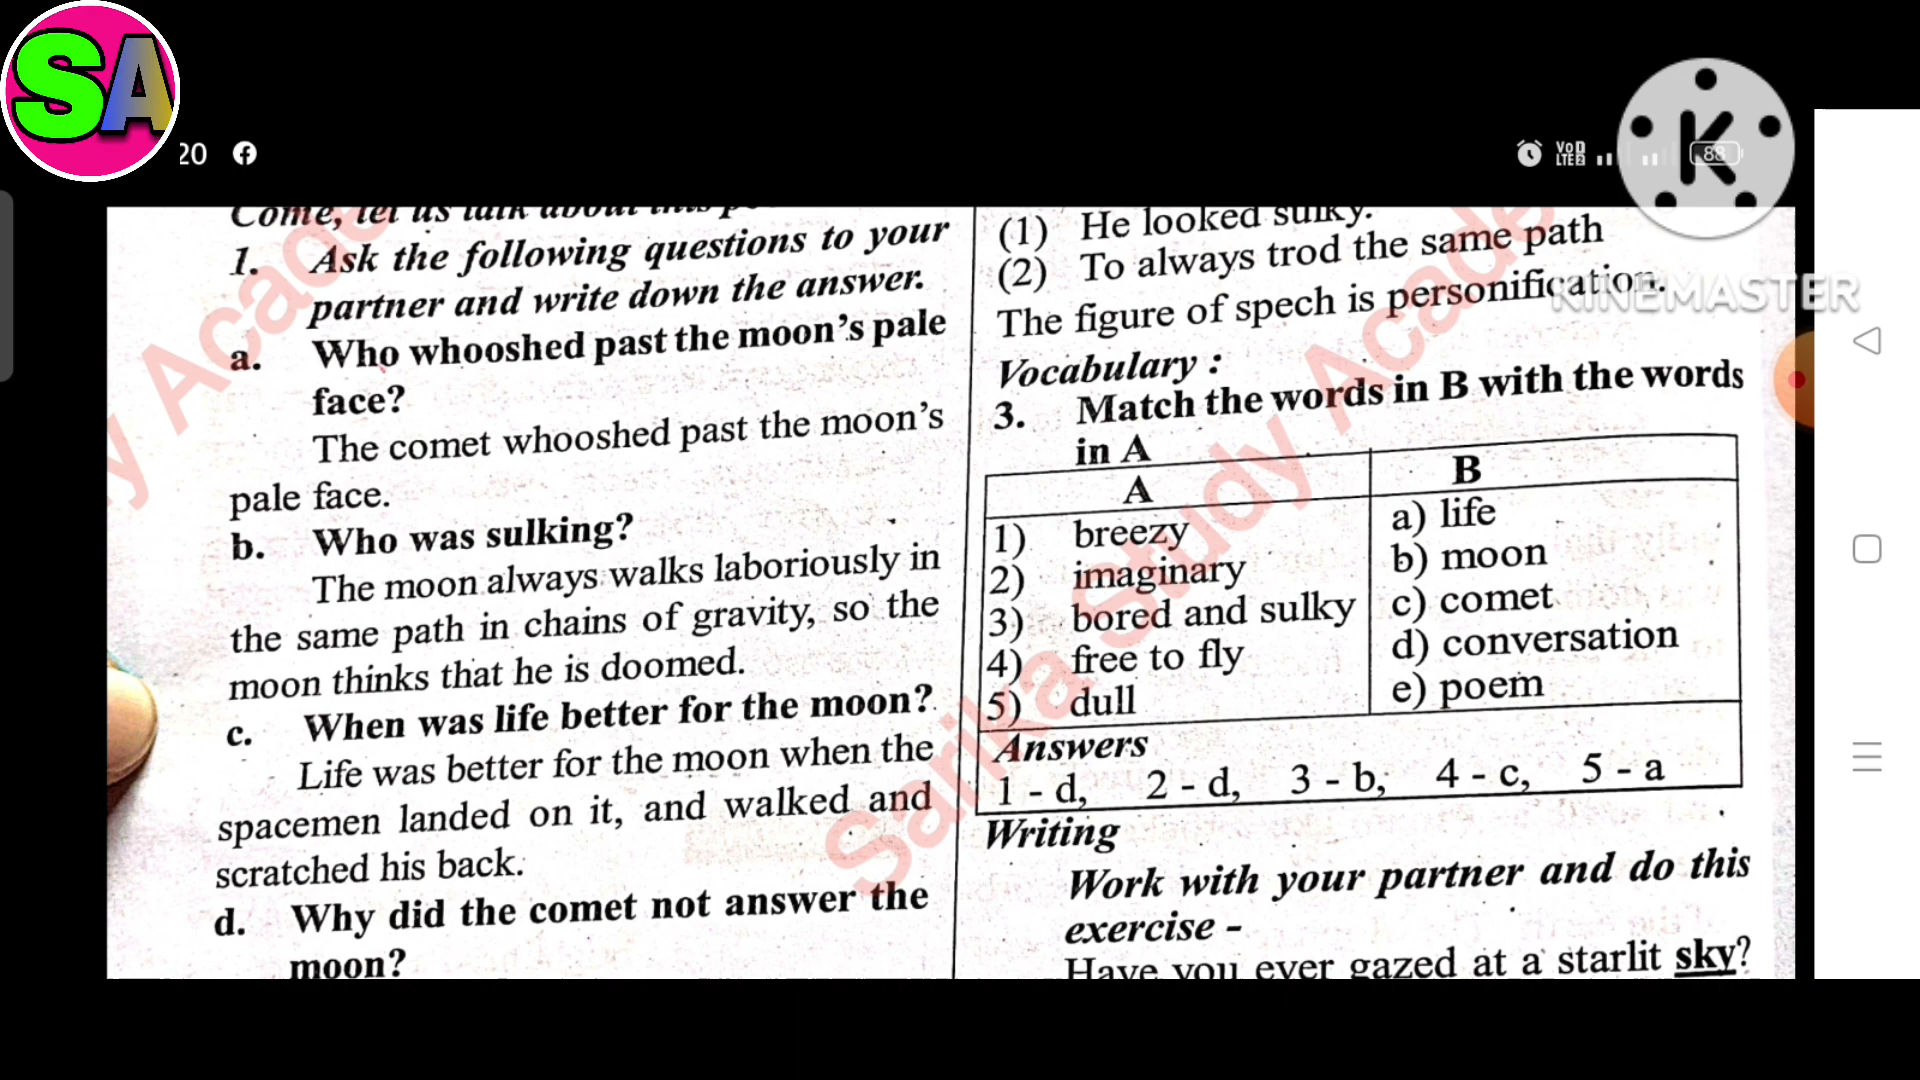 SA
20
VoD
LTE2
88
K
KINEMASTER
Come, let us talk about this
1. Ask the following questions to your
partner and write down the answer.
a. Who whooshed past the moon's pale
face?
The comet whooshed past the moon's
pale face.
b. Who was sulking?
The moon always walks laboriously in
the same path in chains of gravity, so the
moon thinks that he is doomed.
c. When was life better for the moon?
Life was better for the moon when the
spacemen landed on it, and walked and
scratched his back.
d. Why did the comet not answer the
moon?
(1) He looked sulky.
(2) To always trod the same path
The figure of spech is personification.
Vocabulary :
3. Match the words in B with the words
in A
A B
1) breezy a) life
2) imaginary b) moon
3) bored and sulky c) comet
4) free to fly d) conversation
5) dull e) poem
Answers
1 - d, 2 - d, 3 - b, 4 - c, 5 - a
Writing
Work with your partner and do this
exercise -
Have you ever gazed at a starlit sky?
Sarika Study Academy
y Acade